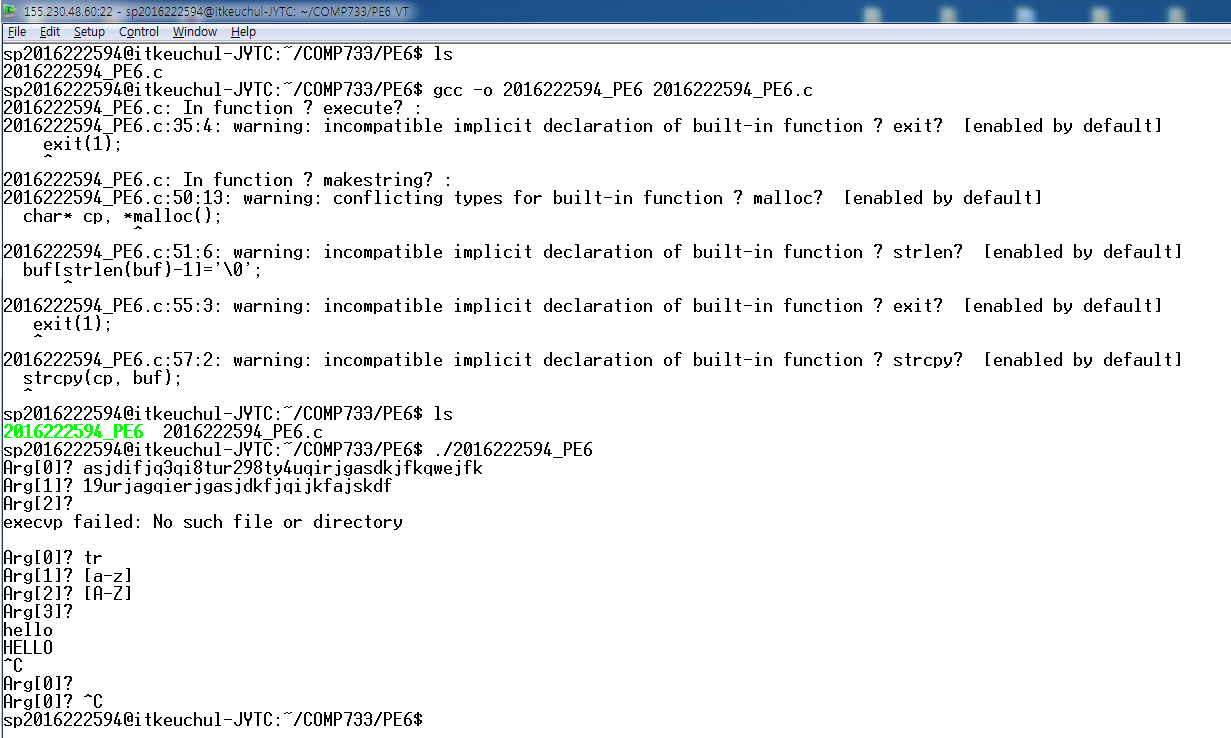 155.230.48.60:22 - sp2016222594@itkeuchul-JYTC: ~/COMP733/PE6 VT
File Edit Setup Control Window Help
sp2016222594@itkeuchul-JYTC:~/COMP733/PE6$ ls
2016222594_PE6.c
sp2016222594@itkeuchul-JYTC:~/COMP733/PE6$ gcc -o 2016222594_PE6 2016222594_PE6.c
2016222594_PE6.c: In function ? execute? :
2016222594_PE6.c:35:4: warning: incompatible implicit declaration of built-in function ? exit?  [enabled by default]
    exit(1);
    ^
2016222594_PE6.c: In function ? makestring? :
2016222594_PE6.c:50:13: warning: conflicting types for built-in function ? malloc?  [enabled by default]
  char* cp, *malloc();
             ^
2016222594_PE6.c:51:6: warning: incompatible implicit declaration of built-in function ? strlen?  [enabled by default]
  buf[strlen(buf)-1]='\0';
      ^
2016222594_PE6.c:55:3: warning: incompatible implicit declaration of built-in function ? exit?  [enabled by default]
   exit(1);
   ^
2016222594_PE6.c:57:2: warning: incompatible implicit declaration of built-in function ? strcpy?  [enabled by default]
  strcpy(cp, buf);
  ^
sp2016222594@itkeuchul-JYTC:~/COMP733/PE6$ ls
2016222594_PE6  2016222594_PE6.c
sp2016222594@itkeuchul-JYTC:~/COMP733/PE6$ ./2016222594_PE6
Arg[0]? asjdifjq3qi8tur298ty4uqirjgasdkjfkqwejfk
Arg[1]? 19urjagqierjgasjdkfjqijkfajskdf
Arg[2]?
execvp failed: No such file or directory
Arg[0]? tr
Arg[1]? [a-z]
Arg[2]? [A-Z]
Arg[3]?
hello
HELLO
^C
Arg[0]?
Arg[0]? ^C
sp2016222594@itkeuchul-JYTC:~/COMP733/PE6$